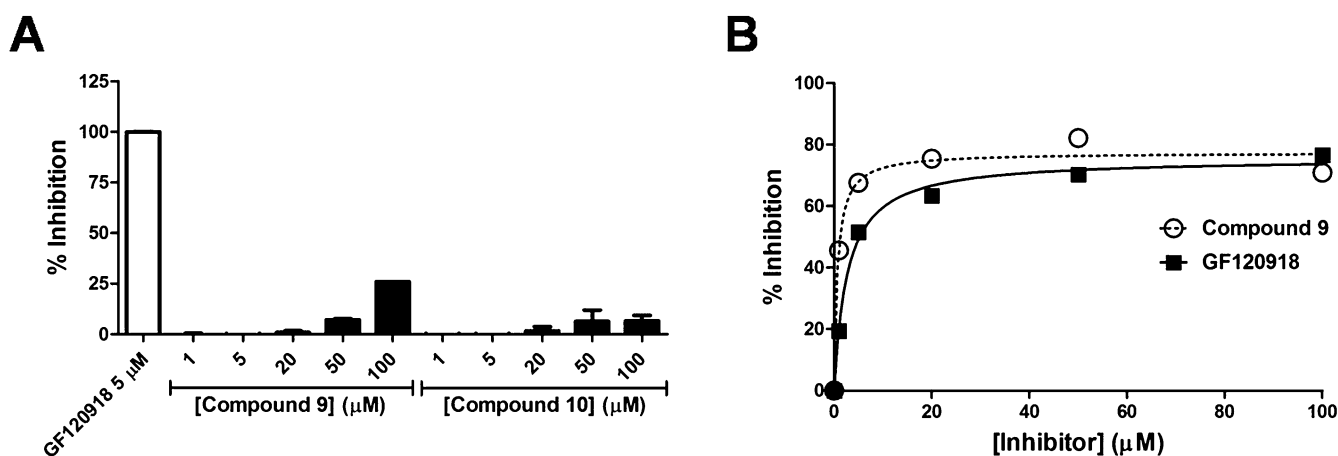 A
% Inhibition
125
100
75
50
25
0
GF120918 5 μM
1
5
20
50
100
1
5
20
50
100
[Compound 9] (μM)
[Compound 10] (μM)
B
% Inhibition
100
80
60
40
20
0
0
20
40
60
80
100
Compound 9
GF120918
[Inhibitor] (μM)